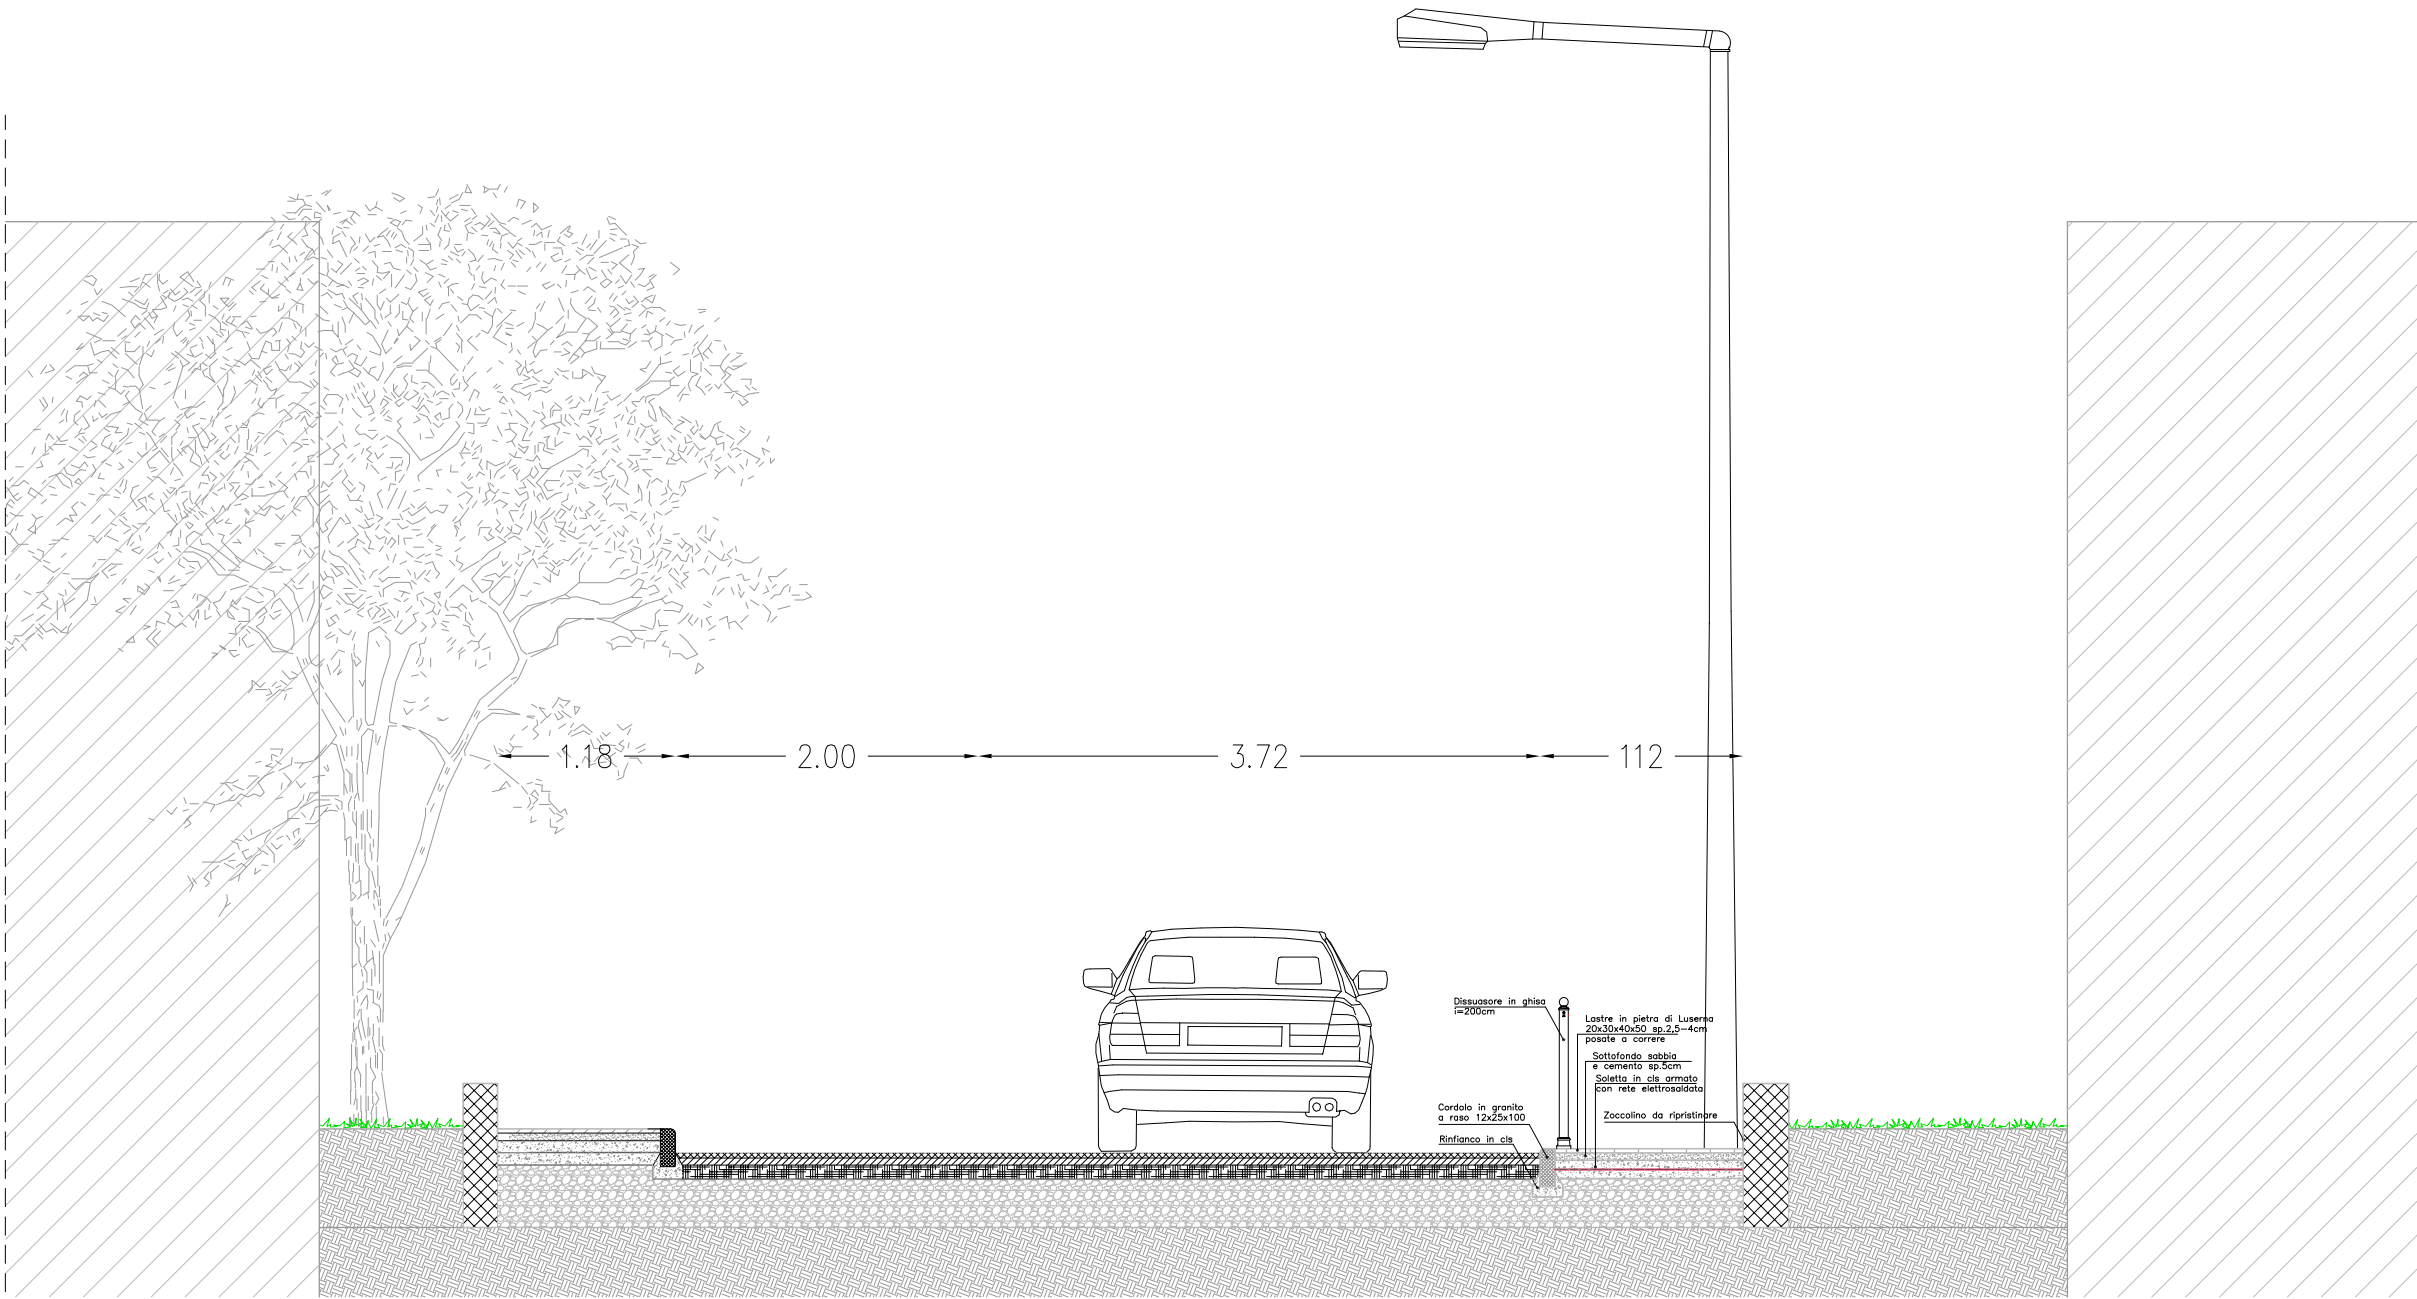 1.18
2.00
3.72
112
Dissuasore in ghisa
i=200cm
Lastre in pietra di Luserna
20x30x40x50 sp.2,5-4cm
posate a correre
Sottofondo sabbia
e cemento sp.5cm
Soletta in cls armato
con rete elettrosaldata
Cordolo in granito
a raso 12x25x100
Zoccolino da ripristinare
Rinfianco in cls